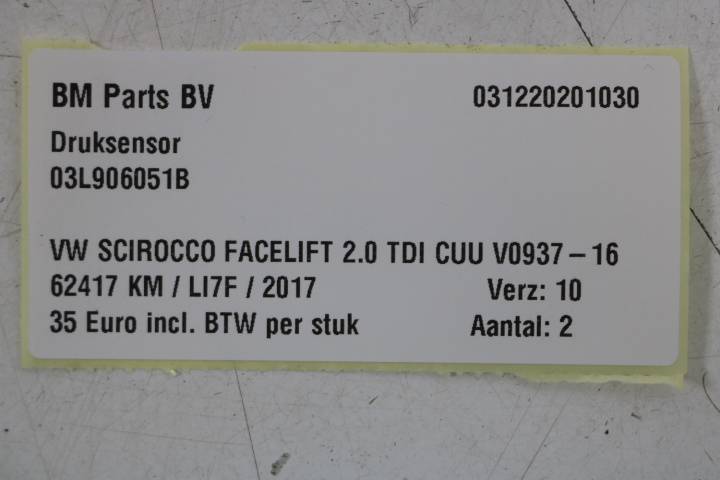 BM Parts BV 031220201030
Druksensor
03L906051B
VW SCIROCCO FACELIFT 2.0 TDI CUU V0937 – 16
62417 KM / LI7F / 2017 Verz: 10
35 Euro incl. BTW per stuk Aantal: 2